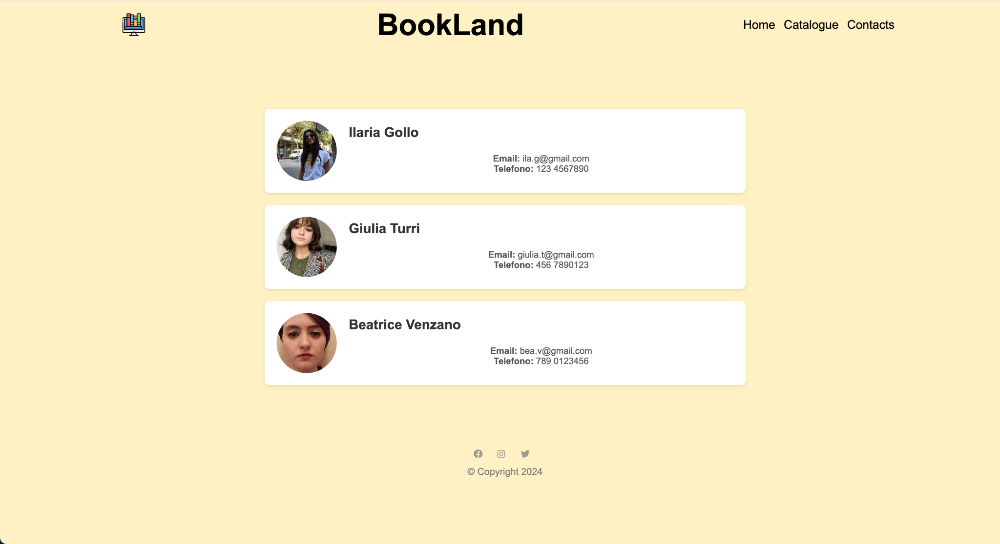 BookLand
Home Catalogue Contacts
Ilaria Gollo
Email: ila.g@gmail.com
Telefono: 123 4567890
Giulia Turri
Email: giulia.t@gmail.com
Telefono: 456 7890123
Beatrice Venzano
Email: bea.v@gmail.com
Telefono: 789 0123456
© Copyright 2024